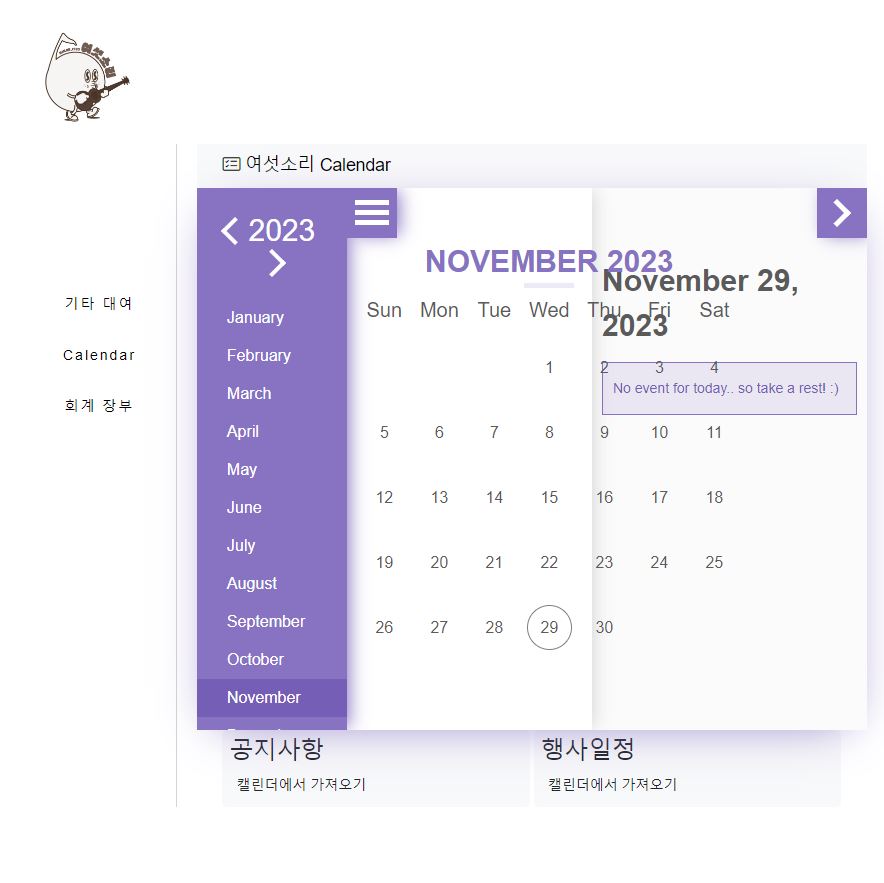 여섯소리
여섯소리 Calendar
2023
NOVEMBER 2023
November 29,
2023
Sun Mon Tue Wed Thu Fri Sat
기타 대여
Calendar
회계 장부
January
February
March
April
May
June
July
August
September
October
November
1 2 3 4
No event for today.. so take a rest! :)
5 6 7 8 9 10 11
12 13 14 15 16 17 18
19 20 21 22 23 24 25
26 27 28 29 30
공지사항
캘린더에서 가져오기
행사일정
캘린더에서 가져오기